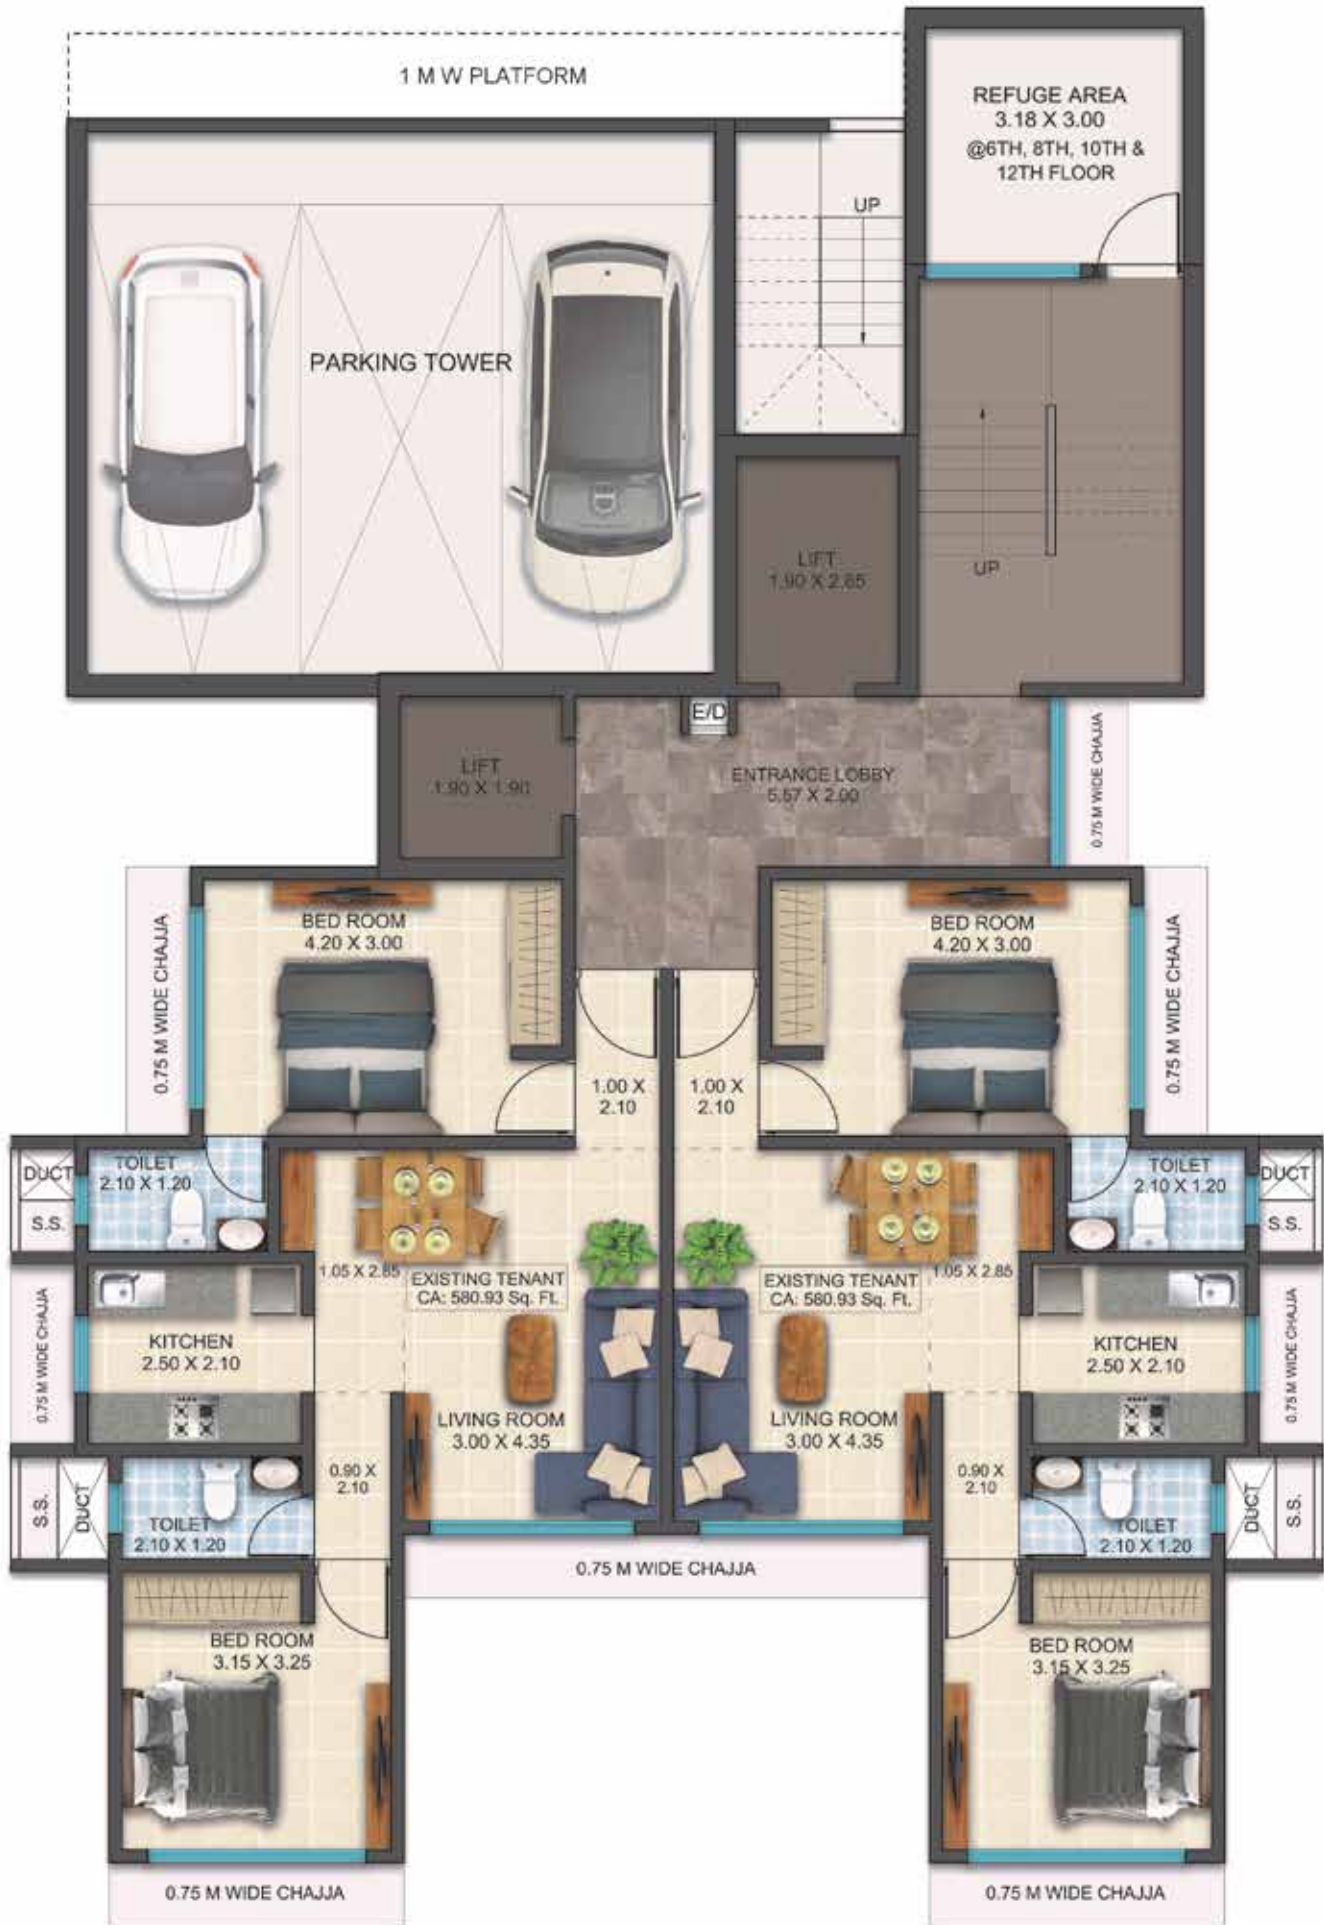 1 M W PLATFORM
REFUGE AREA
3.18 X 3.00
@6TH, 8TH, 10TH &
12TH FLOOR
UP
PARKING TOWER
LIFT
1.90 X 2.85
UP
E/D
LIFT
1.90 X 1.90
ENTRANCE LOBBY
5.57 X 2.00
0.75 M WIDE CHAJJA
0.75 M WIDE CHAJJA
BED ROOM
4.20 X 3.00
BED ROOM
4.20 X 3.00
0.75 M WIDE CHAJJA
1.00 X
2.10
1.00 X
2.10
DUCT
S.S.
TOILET
2.10 X 1.20
TOILET
2.10 X 1.20
DUCT
S.S.
1.05 X 2.85
EXISTING TENANT
CA: 580.93 Sq. Ft.
EXISTING TENANT
CA: 580.93 Sq. Ft.
1.05 X 2.85
0.75 M WIDE CHAJJA
KITCHEN
2.50 X 2.10
KITCHEN
2.50 X 2.10
0.75 M WIDE CHAJJA
LIVING ROOM
3.00 X 4.35
LIVING ROOM
3.00 X 4.35
S.S.
DUCT
TOILET
2.10 X 1.20
0.90 X
2.10
0.90 X
2.10
TOILET
2.10 X 1.20
DUCT
S.S.
0.75 M WIDE CHAJJA
BED ROOM
3.15 X 3.25
BED ROOM
3.15 X 3.25
0.75 M WIDE CHAJJA
0.75 M WIDE CHAJJA